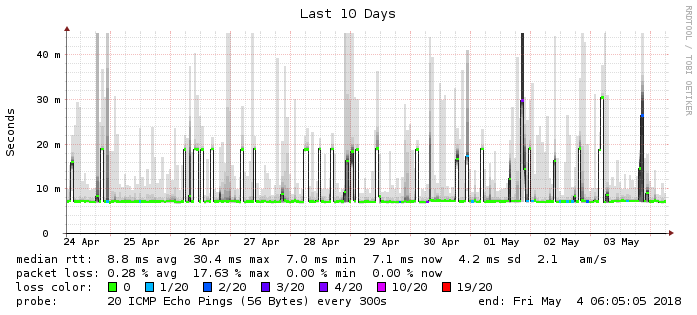 Last 10 Days
RRDTOOL / TOBI OETIKER
Seconds
40 m
30 m
20 m
10 m
0
24 Apr 25 Apr 26 Apr 27 Apr 28 Apr 29 Apr 30 Apr 01 May 02 May 03 May
median rtt: 8.8 ms avg 30.4 ms max 7.0 ms min 7.1 ms now 4.2 ms sd 2.1 am/s
packet loss: 0.28 % avg 17.63 % max 0.00 % min 0.00 % now
loss color: 0 1/20 2/20 3/20 4/20 10/20 19/20
probe: 20 ICMP Echo Pings (56 Bytes) every 300s end: Fri May 4 06:05:05 2018